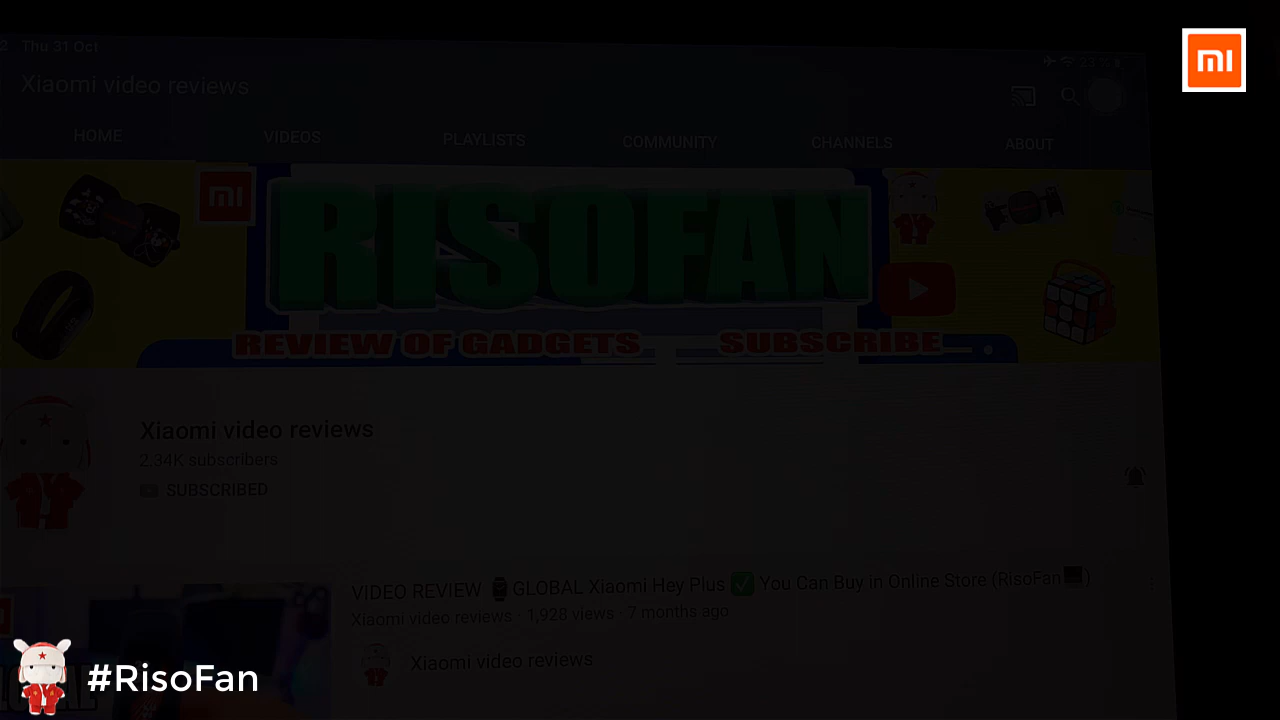 Thu 31 Oct
23 %
Xiaomi video reviews
HOME VIDEOS PLAYLISTS COMMUNITY CHANNELS ABOUT
RISOFAN
REVIEW OF GADGETS SUBSCRIBE
Xiaomi video reviews
2.34K subscribers
SUBSCRIBED
VIDEO REVIEW ⌚GLOBAL Xiaomi Hey Plus ✅ You Can Buy in Online Store (RisoFan⬛)
Xiaomi video reviews · 1,928 views · 7 months ago
Xiaomi video reviews
#RisoFan